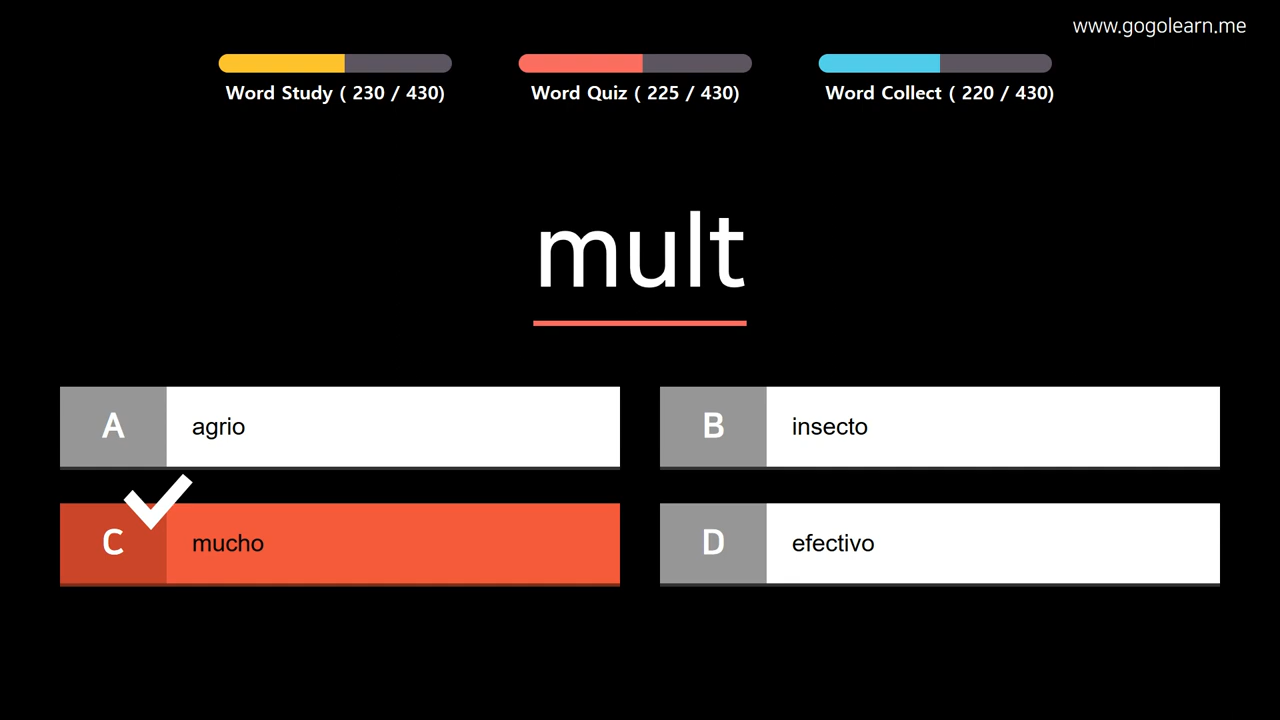 www.gogolearn.me
Word Study ( 230 / 430)
Word Quiz ( 225 / 430)
Word Collect ( 220 / 430)
mult
A agrio
B insecto
C mucho
D efectivo